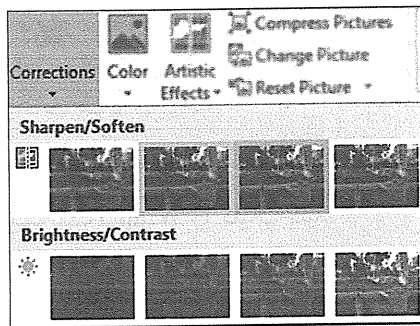 Compress Pictures
Change Picture
Corrections Color Artistic Effects Reset Picture
Sharpen/Soften
Brightness/Contrast